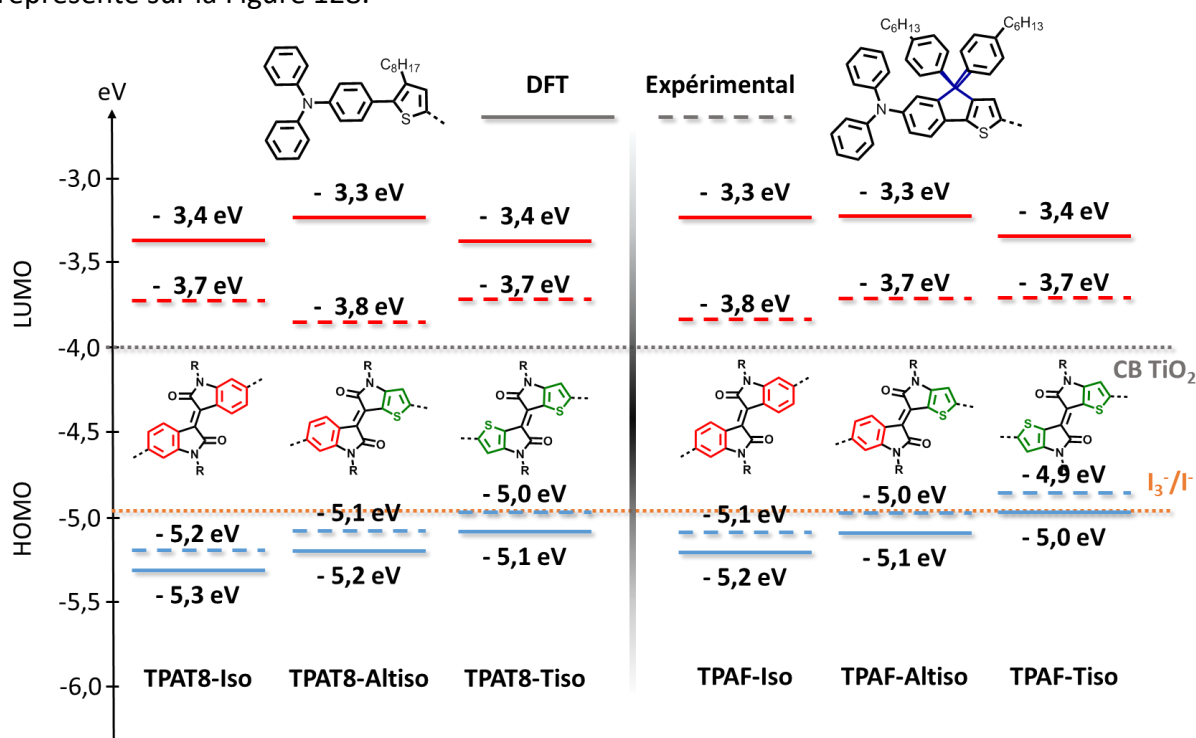 représenté sur la Figure 128.
eV
C8H17
N
S
DFT
Expérimental
C6H13
C6H13
N
S
-3,0
-3,5
-4,0
-4,5
-5,0
-5,5
-6,0
LUMO
HOMO
- 3,4 eV
- 3,3 eV
- 3,4 eV
- 3,3 eV
- 3,3 eV
- 3,4 eV
- 3,7 eV
- 3,8 eV
- 3,7 eV
- 3,8 eV
- 3,7 eV
- 3,7 eV
CB TiO2
R
N
O
O
N
R
R
N
O
S
O
N
R
R
N
O
S
S
O
N
R
R
N
O
O
N
R
R
N
O
S
O
N
R
R
N
O
S
S
O
N
R
I3-/I-
- 5,2 eV
- 5,1 eV
- 5,0 eV
- 5,1 eV
- 5,0 eV
- 4,9 eV
- 5,3 eV
- 5,2 eV
- 5,1 eV
- 5,2 eV
- 5,1 eV
- 5,0 eV
TPAT8-Iso
TPAT8-Altiso
TPAT8-Tiso
TPAF-Iso
TPAF-Altiso
TPAF-Tiso